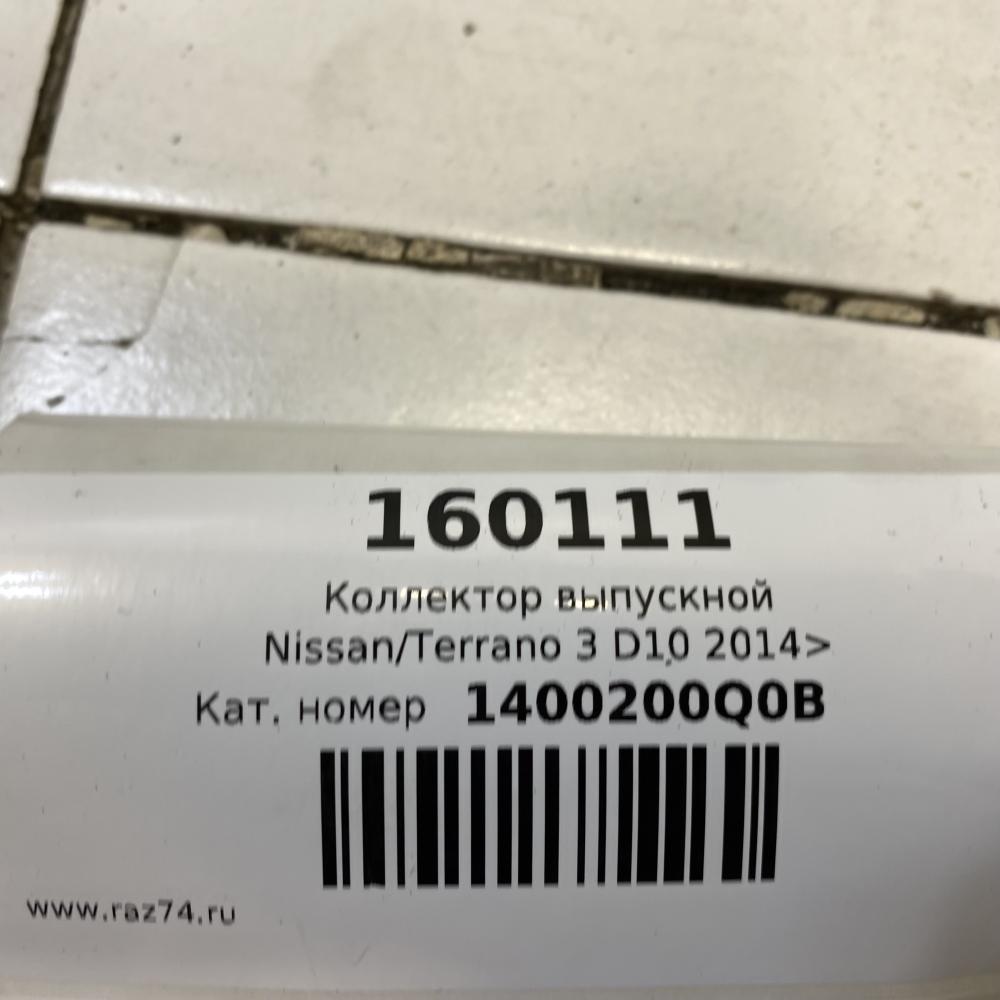 160111
Коллектор выпускной
Nissan/Terrano 3 D10 2014>
Кат. номер 1400200Q0B
www.raz74.ru